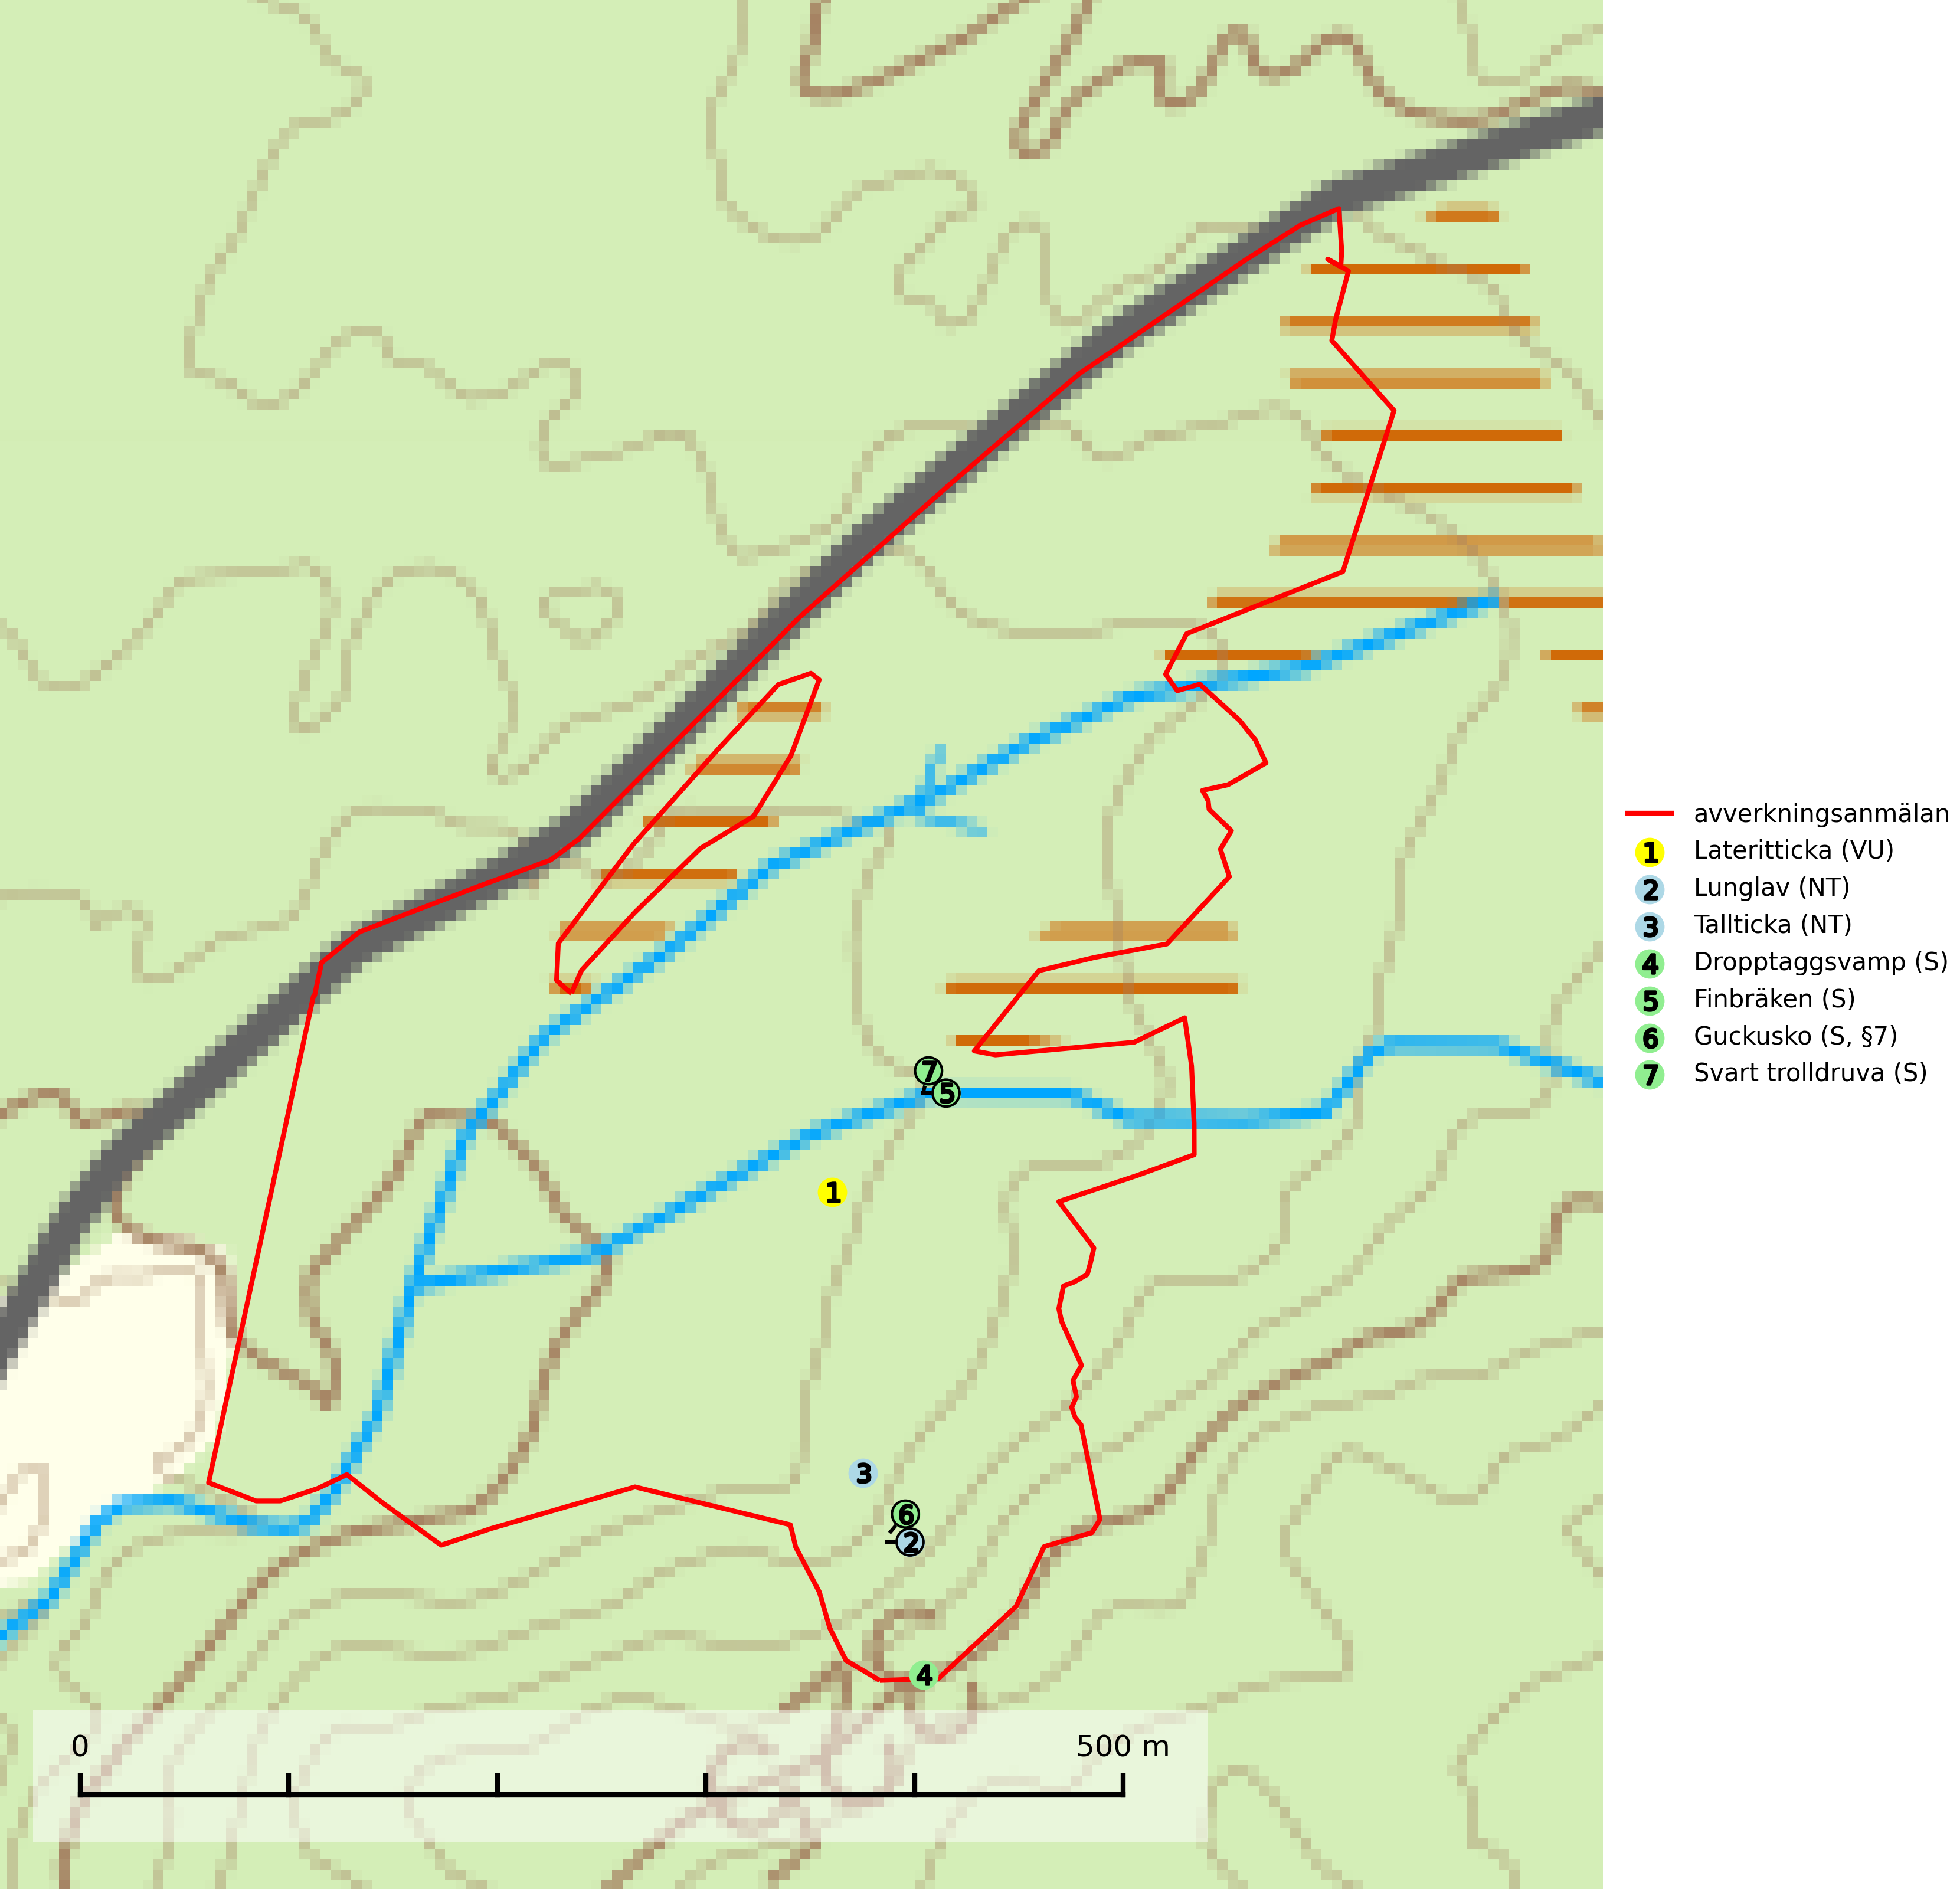 7
5
1
3
6
2
4
0
500 m
avverkningsanmälan
1 Lateritticka (VU)
2 Lunglav (NT)
3 Tallticka (NT)
4 Dropptaggsvamp (S)
5 Finbräken (S)
6 Guckusko (S, §7)
7 Svart trolldruva (S)